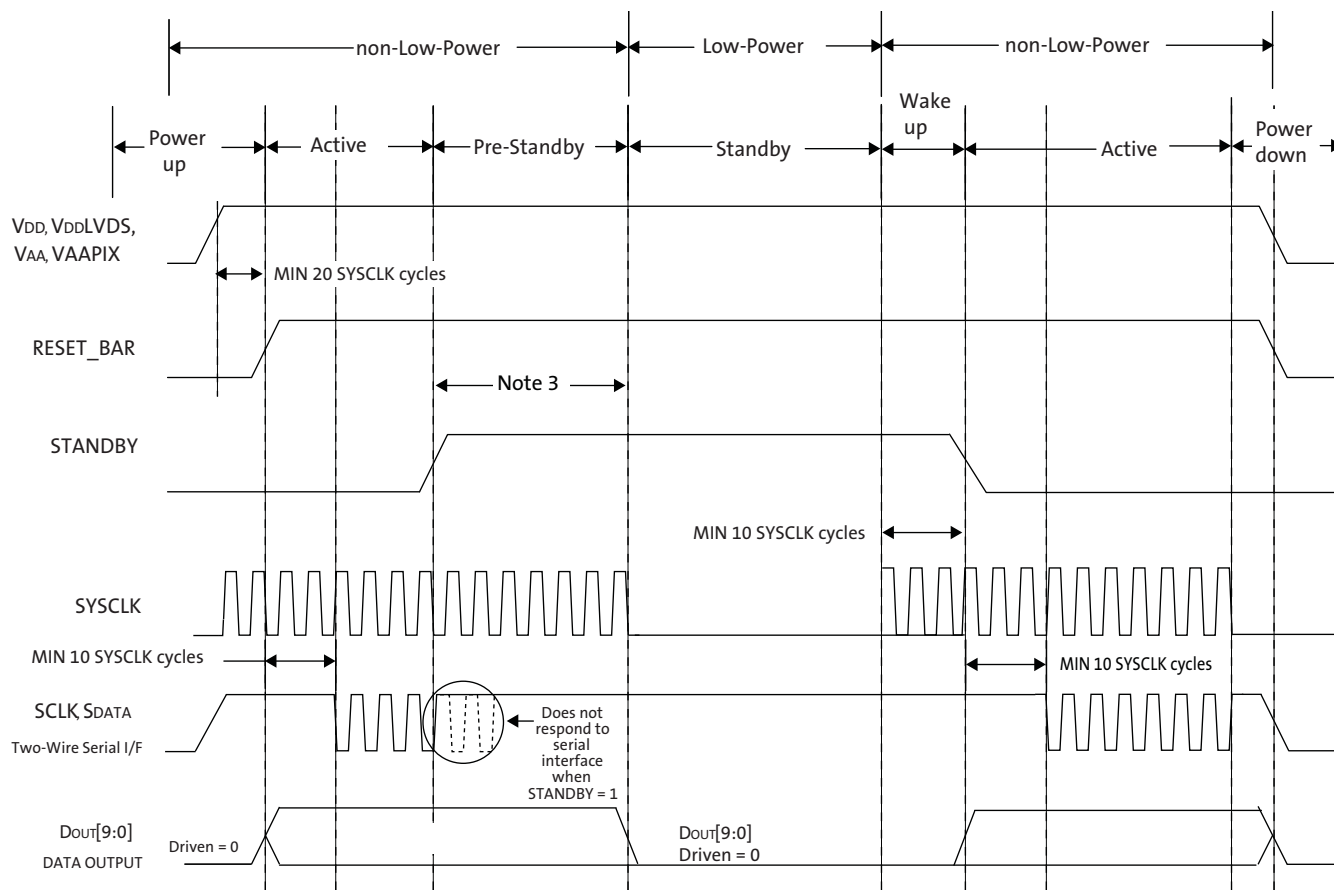 non-Low-Power
Low-Power
non-Low-Power
Power
up
Active
Pre-Standby
Standby
Wake
up
Active
Power
down
VDD, VDDLVDS,
VAA, VAAPIX
MIN 20 SYSCLK cycles
RESET_BAR
Note 3
STANDBY
MIN 10 SYSCLK cycles
SYSCLK
MIN 10 SYSCLK cycles
MIN 10 SYSCLK cycles
SCLK, SDATA
Two-Wire Serial I/F
Does not
respond to
serial
interface
when
STANDBY = 1
DOUT[9:0]
DATA OUTPUT
Driven = 0
DOUT[9:0]
Driven = 0